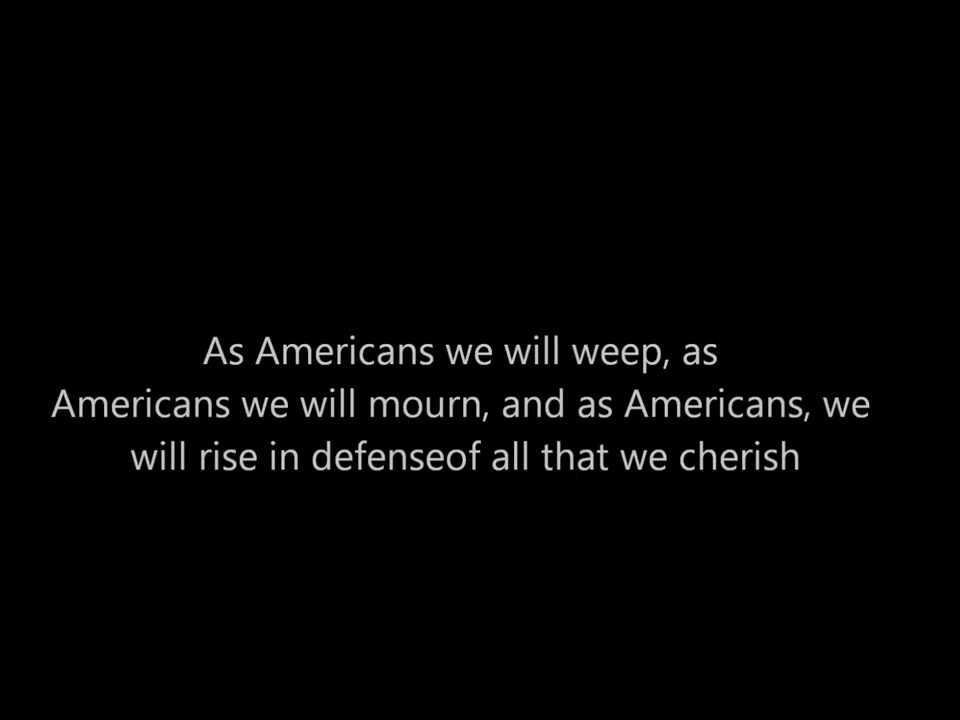 As Americans we will weep, as
Americans we will mourn, and as Americans, we
will rise in defenseof all that we cherish